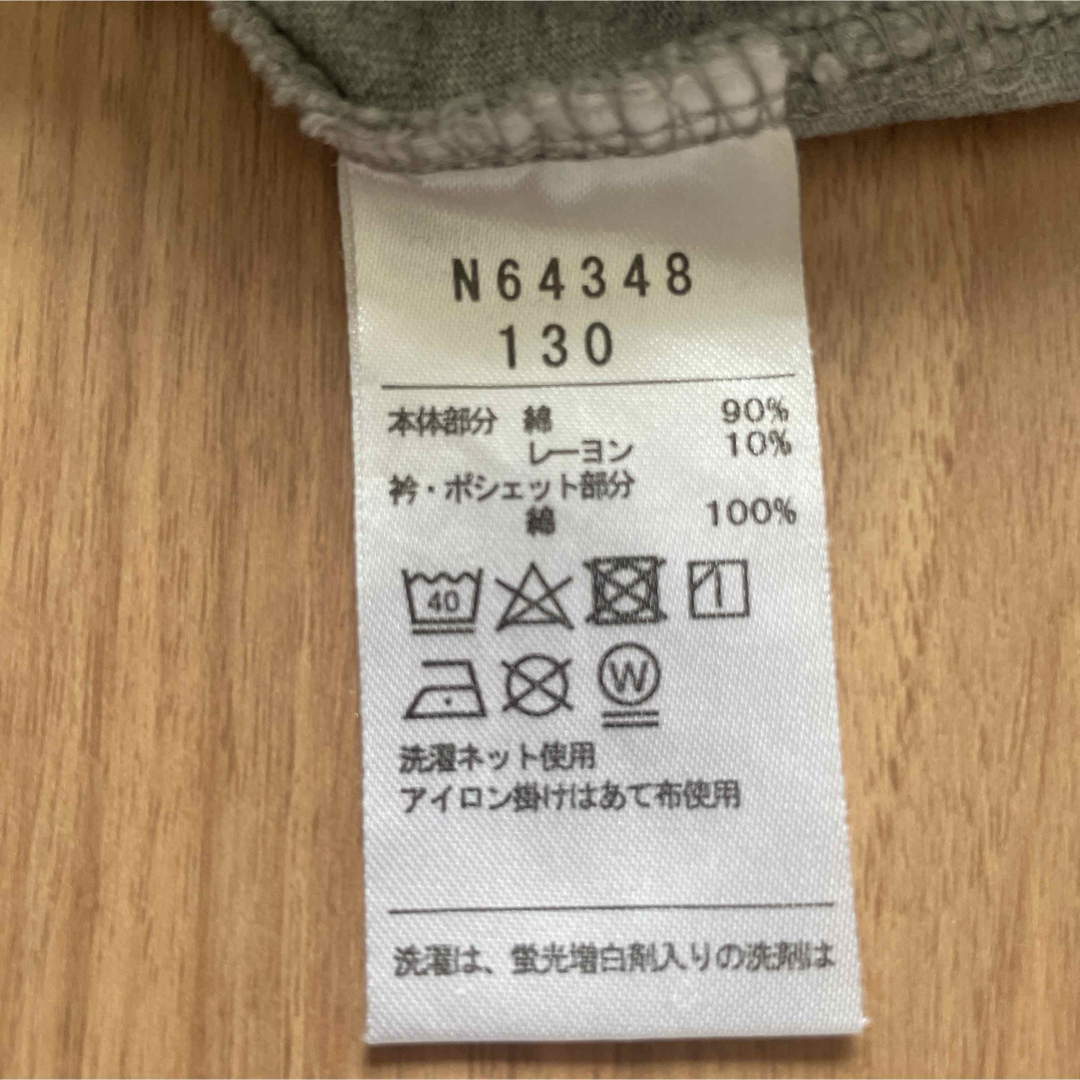 N64348
130
本体部分 綿 90%
レーヨン 10%
衿・ポシェット部分
綿 100%
40
W
洗濯ネット使用
アイロン掛けはあて布使用
洗濯は、蛍光増白剤入りの洗剤は